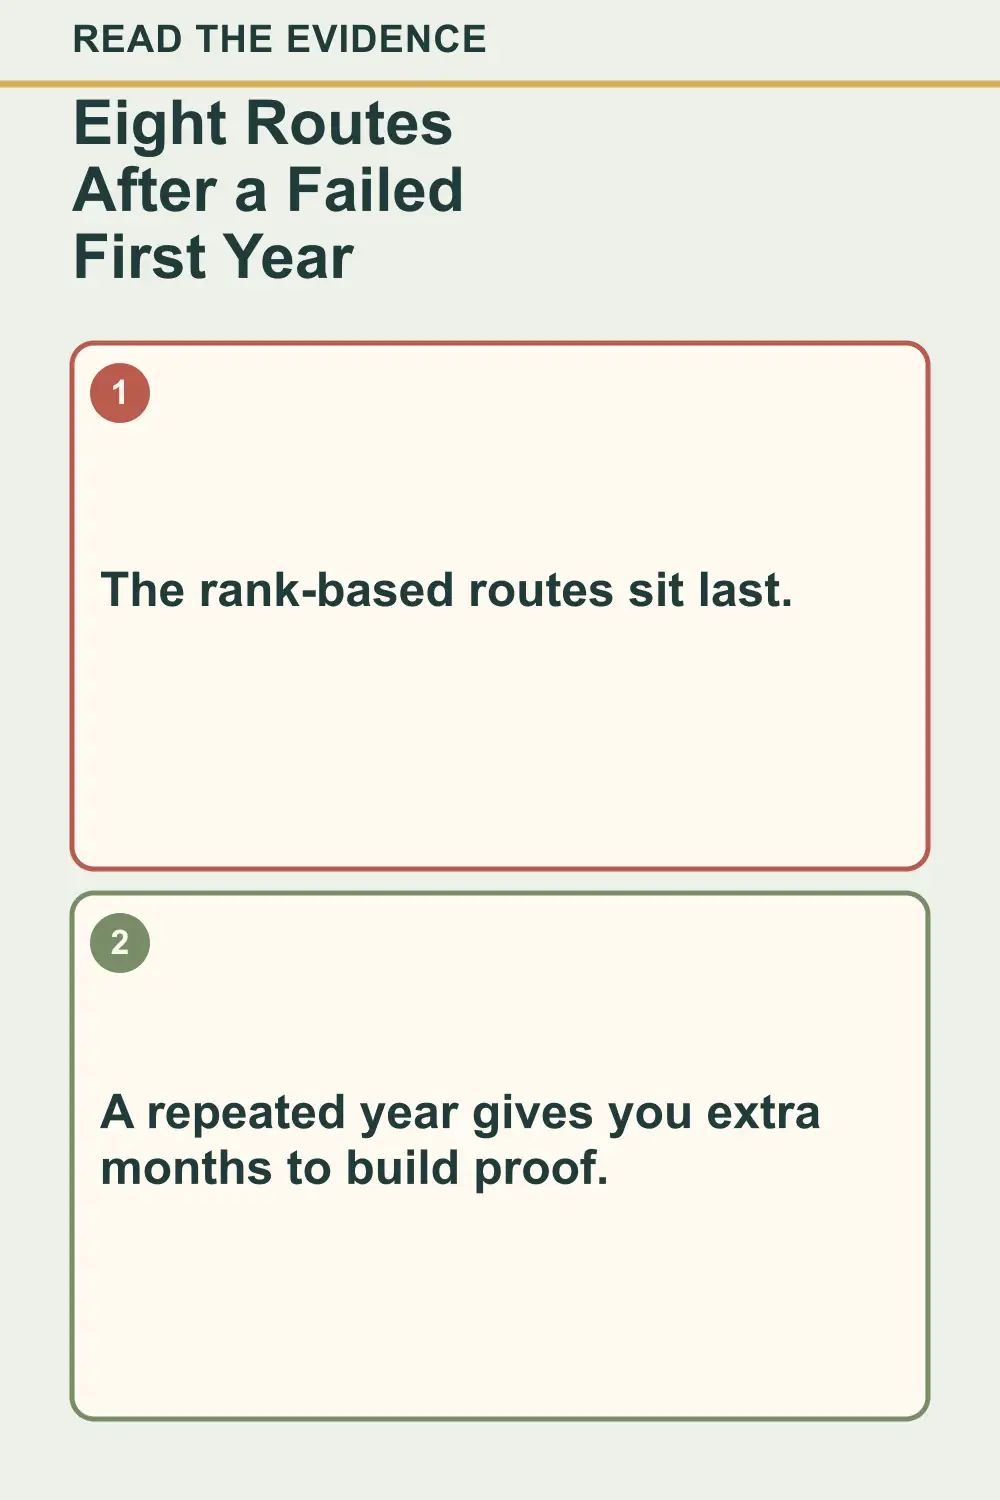 READ THE EVIDENCE
Eight Routes
After a Failed
First Year
1
The rank-based routes sit last.
2
A repeated year gives you extra
months to build proof.